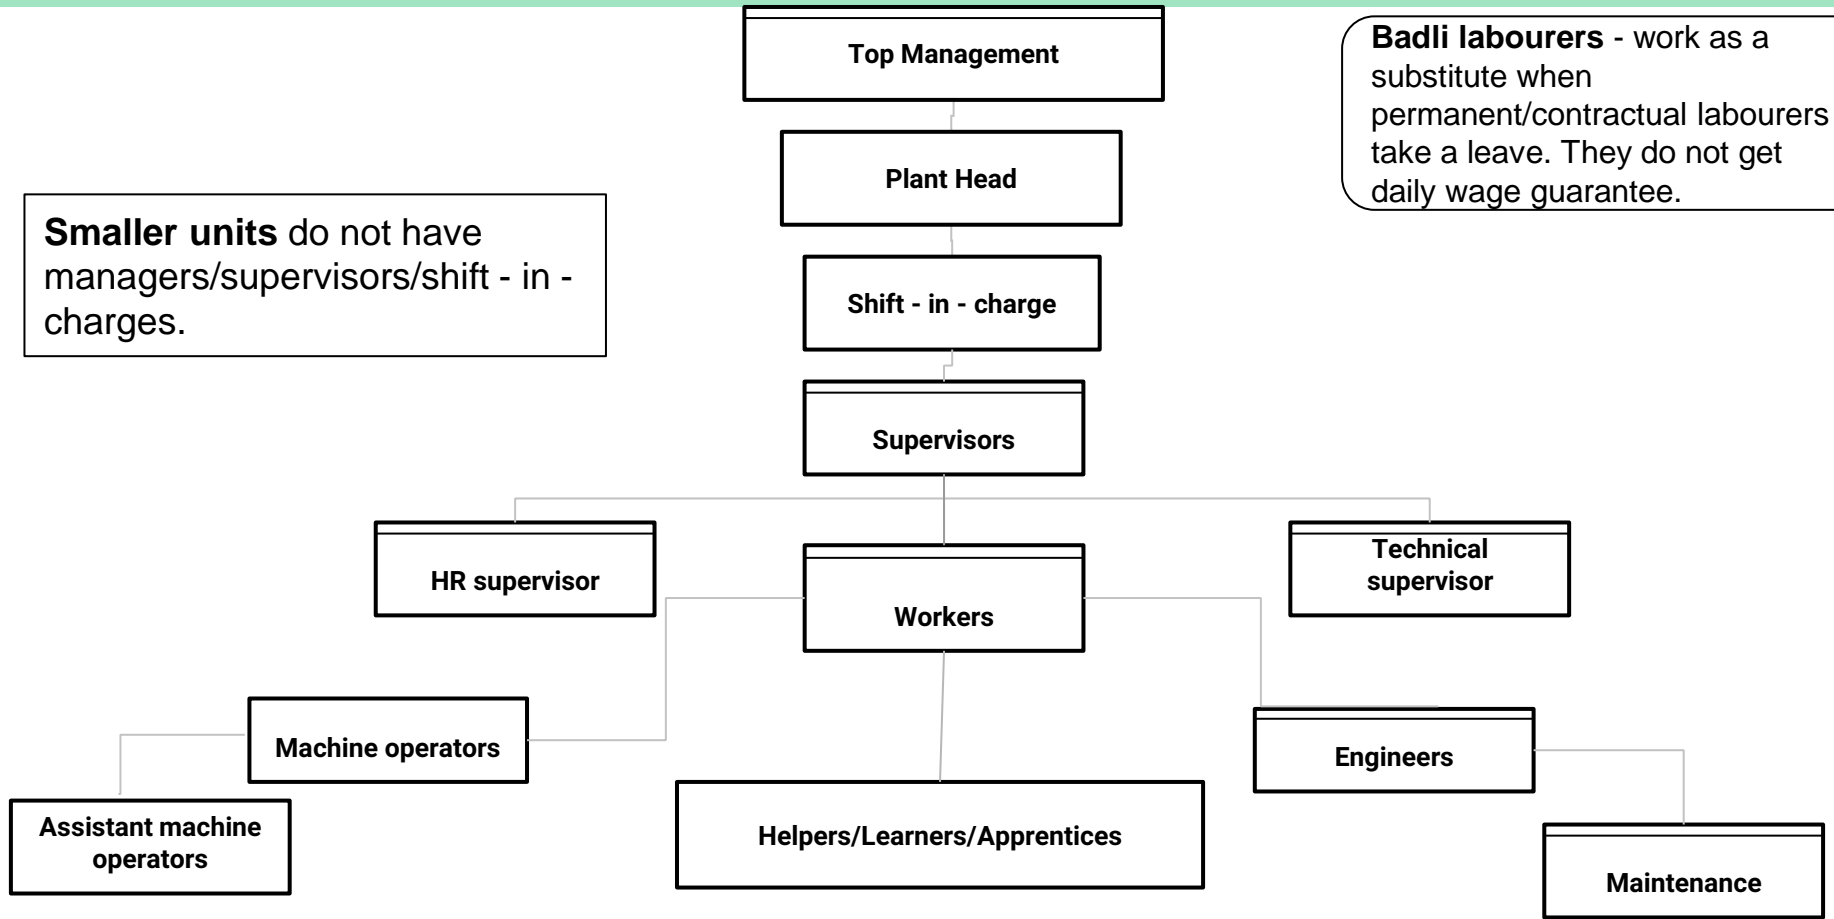 Top Management
Badli labourers - work as a
substitute when
permanent/contractual labourers
take a leave. They do not get
daily wage guarantee.
Plant Head
Smaller units do not have
managers/supervisors/shift - in -
charges.
Shift - in - charge
Supervisors
HR supervisor
Workers
Technical
supervisor
Machine operators
Engineers
Assistant machine
operators
Helpers/Learners/Apprentices
Maintenance